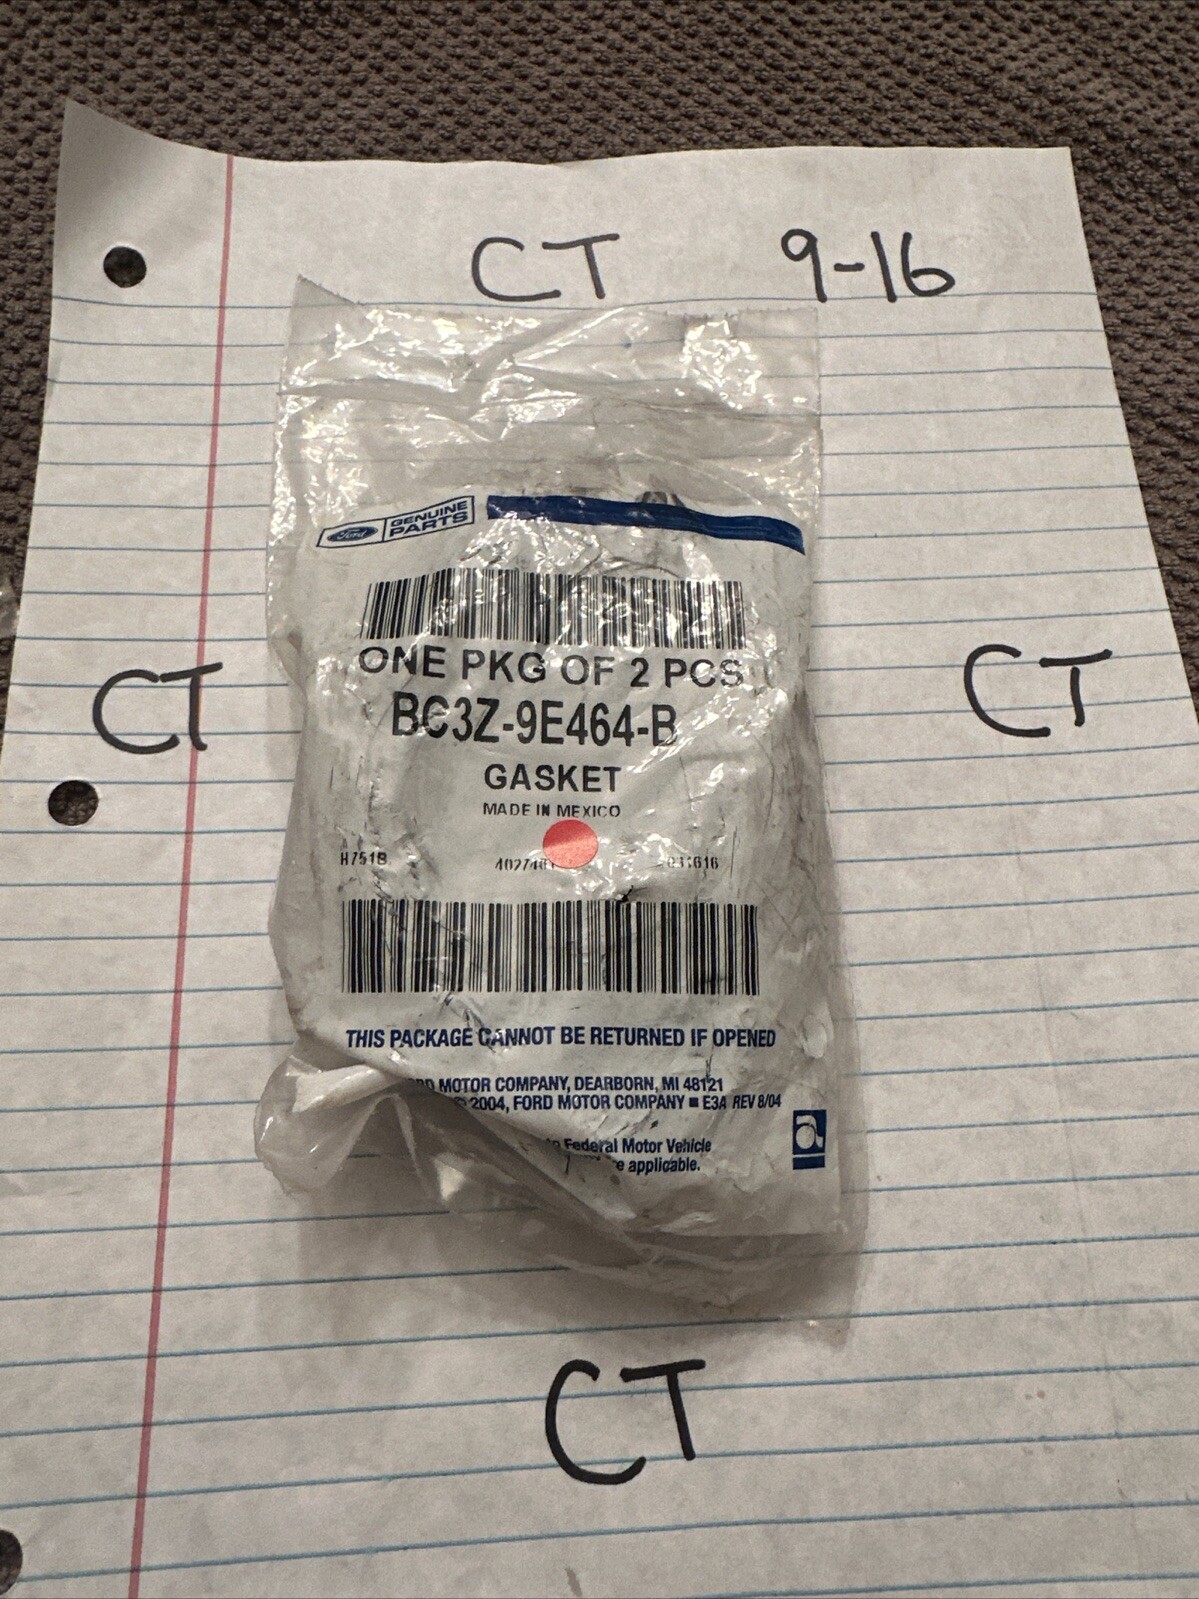 CT 9-16
Ford GENUINE PARTS
ONE PKG OF 2 PCS
BC3Z-9E464-B
GASKET
MADE IN MEXICO
H751B
CT
CT
THIS PACKAGE CANNOT BE RETURNED IF OPENED
MOTOR COMPANY, DEARBORN, MI 48121
© 2004, FORD MOTOR COMPANY ■ E3A REV 8/04
Federal Motor Vehicle
applicable.
a
CT